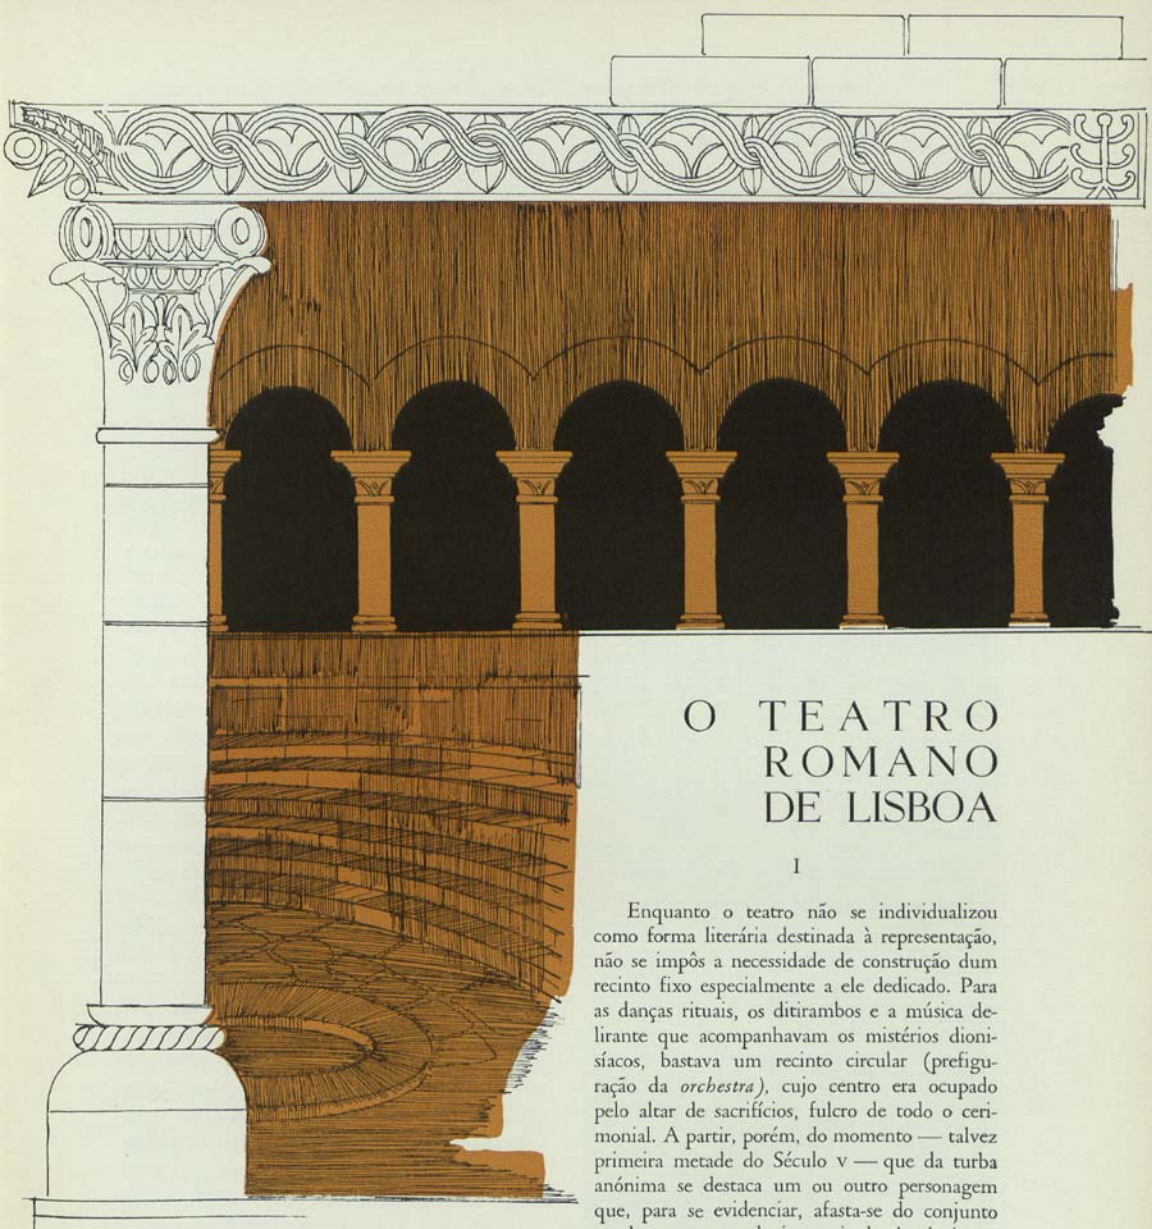 O TEATRO
ROMANO
DE LISBOA
I
Enquanto o teatro não se individualizou
como forma literária destinada à representação,
não se impôs a necessidade de construção dum
recinto fixo especialmente a ele dedicado. Para
as danças rituais, os ditirambos e a música de-
lirante que acompanhavam os mistérios dioni-
síacos, bastava um recinto circular (prefigu-
ração da orchestra), cujo centro era ocupado
pelo altar de sacrifícios, fulcro de todo o ceri-
monial. A partir, porém, do momento — talvez
primeira metade do Século V — que da turba
anónima se destaca um ou outro personagem
que, para se evidenciar, afasta-se do conjunto